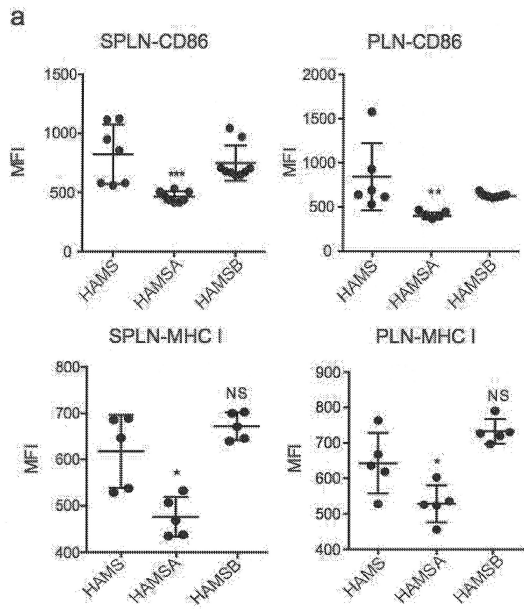 a
SPLN-CD86
1500
1000
500
0
MFI
***
HAMS
HAMSA
HAMSB
PLN-CD86
2000
1500
1000
500
0
MFI
**
HAMS
HAMSA
HAMSB
SPLN-MHC I
800
700
600
500
400
MFI
*
NS
HAMS
HAMSA
HAMSB
PLN-MHC I
900
800
700
600
500
400
MFI
*
NS
HAMS
HAMSA
HAMSB